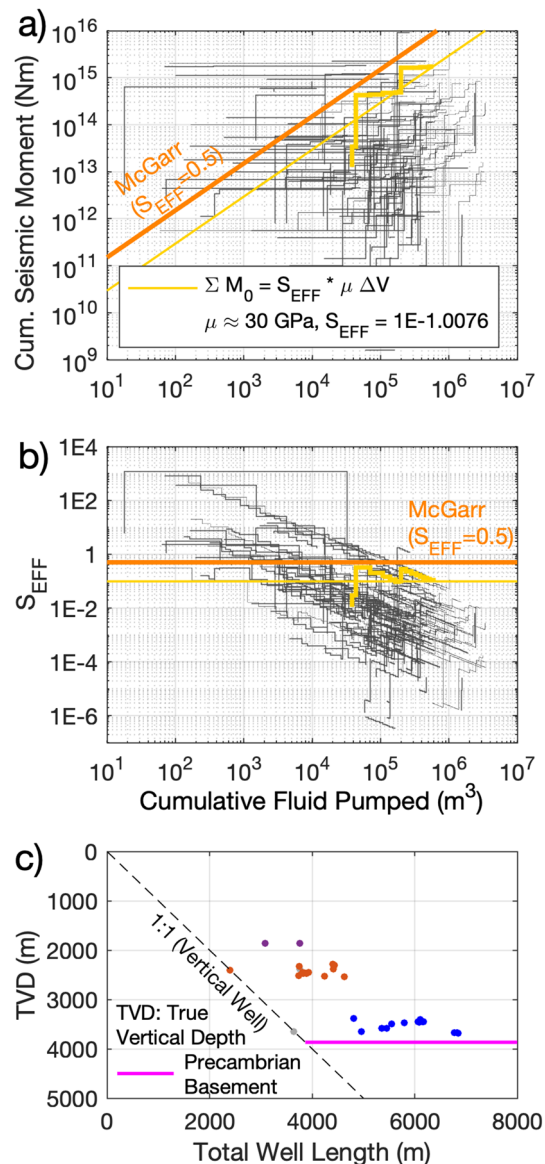 a)
Cum. Seismic Moment (Nm)
10^16
10^15
10^14
10^13
10^12
10^11
10^10
10^9
McGarr
(S_EFF=0.5)
Σ M_0 = S_EFF * μ ΔV
μ ≈ 30 GPa, S_EFF = 1E-1.0076
10^1 10^2 10^3 10^4 10^5 10^6 10^7
b)
S_EFF
1E4
1E2
1
1E-2
1E-4
1E-6
McGarr
(S_EFF=0.5)
10^1 10^2 10^3 10^4 10^5 10^6 10^7
Cumulative Fluid Pumped (m^3)
c)
TVD (m)
0
1000
2000
3000
4000
5000
1:1 (Vertical Well)
TVD: True
Vertical Depth
Precambrian
Basement
0 2000 4000 6000 8000
Total Well Length (m)